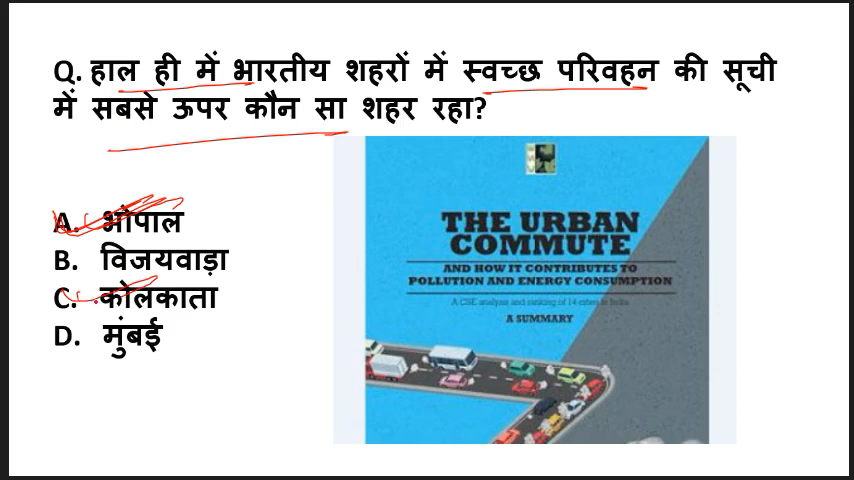 Q. हाल ही में भारतीय शहरों में स्वच्छ परिवहन की सूची
में सबसे ऊपर कौन सा शहर रहा?
A. भोपाल
B. विजयवाड़ा
C. कोलकाता
D. मुंबई
THE URBAN
COMMUTE
AND HOW IT CONTRIBUTES TO
POLLUTION AND ENERGY CONSUMPTION
A CSE analysis and ranking of 14 cities in India
A SUMMARY